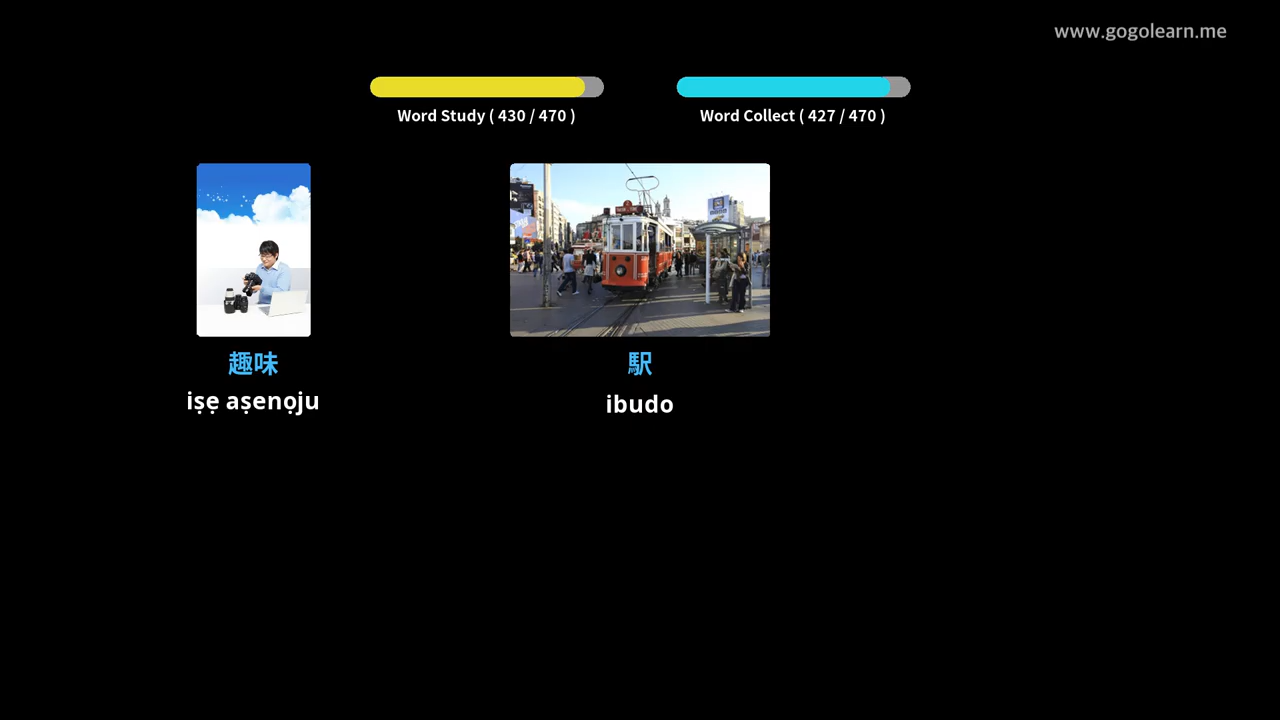 www.gogolearn.me
Word Study ( 430 / 470 )
Word Collect ( 427 / 470 )
趣味
駅
iṣẹ aṣenọju
ibudo